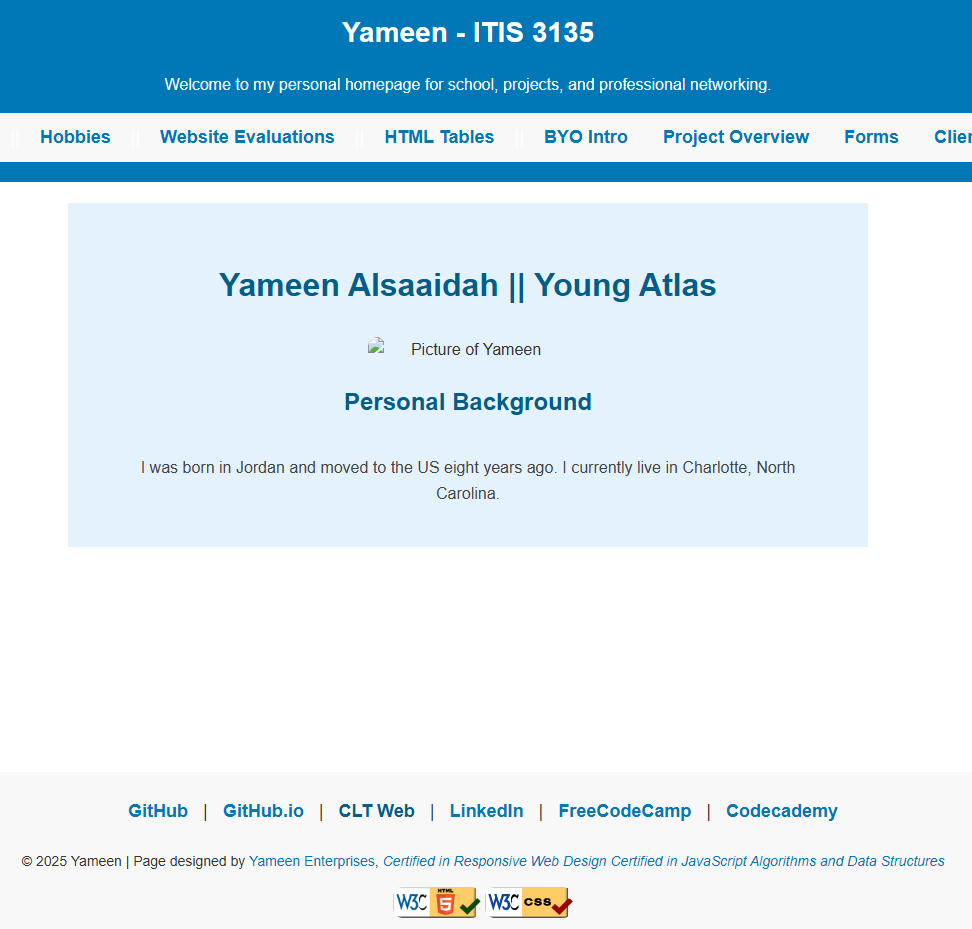 Yameen - ITIS 3135
Welcome to my personal homepage for school, projects, and professional networking.
|| Hobbies || Website Evaluations || HTML Tables || BYO Intro Project Overview Forms Clien
Yameen Alsaaidah || Young Atlas
Picture of Yameen
Personal Background
I was born in Jordan and moved to the US eight years ago. I currently live in Charlotte, North
Carolina.
GitHub | GitHub.io | CLT Web | LinkedIn | FreeCodeCamp | Codecademy
© 2025 Yameen | Page designed by Yameen Enterprises, Certified in Responsive Web Design Certified in JavaScript Algorithms and Data Structures
W3C HTML 5 W3C CSS